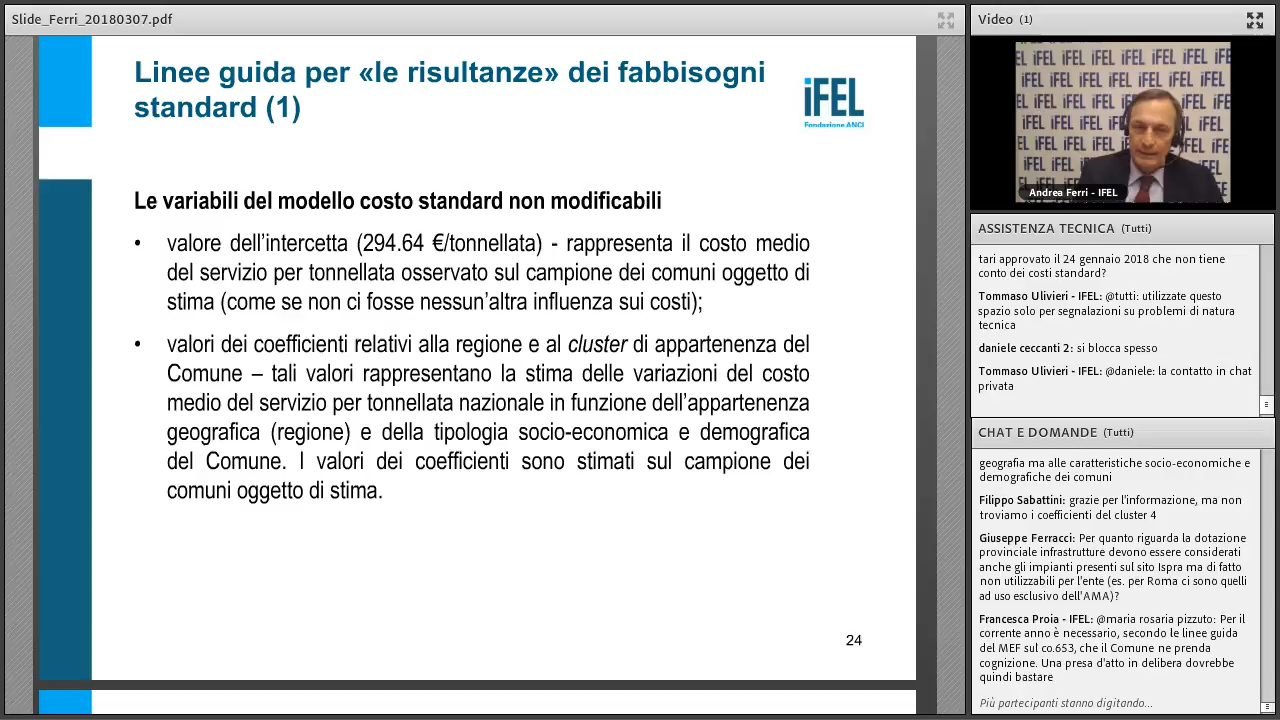 Slide_Ferri_20180307.pdf
Linee guida per «le risultanze» dei fabbisogni
standard (1)
iFEL
Fondazione ANCI
Le variabili del modello costo standard non modificabili
• valore dell'intercetta (294.64 €/tonnellata) - rappresenta il costo medio
del servizio per tonnellata osservato sul campione dei comuni oggetto di
stima (come se non ci fosse nessun'altra influenza sui costi);
• valori dei coefficienti relativi alla regione e al cluster di appartenenza del
Comune – tali valori rappresentano la stima delle variazioni del costo
medio del servizio per tonnellata nazionale in funzione dell'appartenenza
geografica (regione) e della tipologia socio-economica e demografica
del Comune. I valori dei coefficienti sono stimati sul campione dei
comuni oggetto di stima.
24
Video (1)
Andrea Ferri - IFEL
ASSISTENZA TECNICA (Tutti)
tari approvato il 24 gennaio 2018 che non tiene
conto dei costi standard?
Tommaso Ulivieri - IFEL: @tutti: utilizzate questo
spazio solo per segnalazioni su problemi di natura
tecnica
daniele ceccanti 2: si blocca spesso
Tommaso Ulivieri - IFEL: @daniele: la contatto in chat
privata
CHAT E DOMANDE (Tutti)
geografia ma alle caratteristiche socio-economiche e
demografiche dei comuni
Filippo Sabattini: grazie per l'informazione, ma non
troviamo i coefficienti del cluster 4
Giuseppe Ferracci: Per quanto riguarda la dotazione
provinciale infrastrutture devono essere considerati
anche gli impianti presenti sul sito Ispra ma di fatto
non utilizzabili per l'ente (es. per Roma ci sono quelli
ad uso esclusivo dell'AMA)?
Francesca Proia - IFEL: @maria rosaria pizzuto: Per il
corrente anno è necessario, secondo le linee guida
del MEF sul co.653, che il Comune ne prenda
cognizione. Una presa d'atto in delibera dovrebbe
quindi bastare
Più partecipanti stanno digitando...